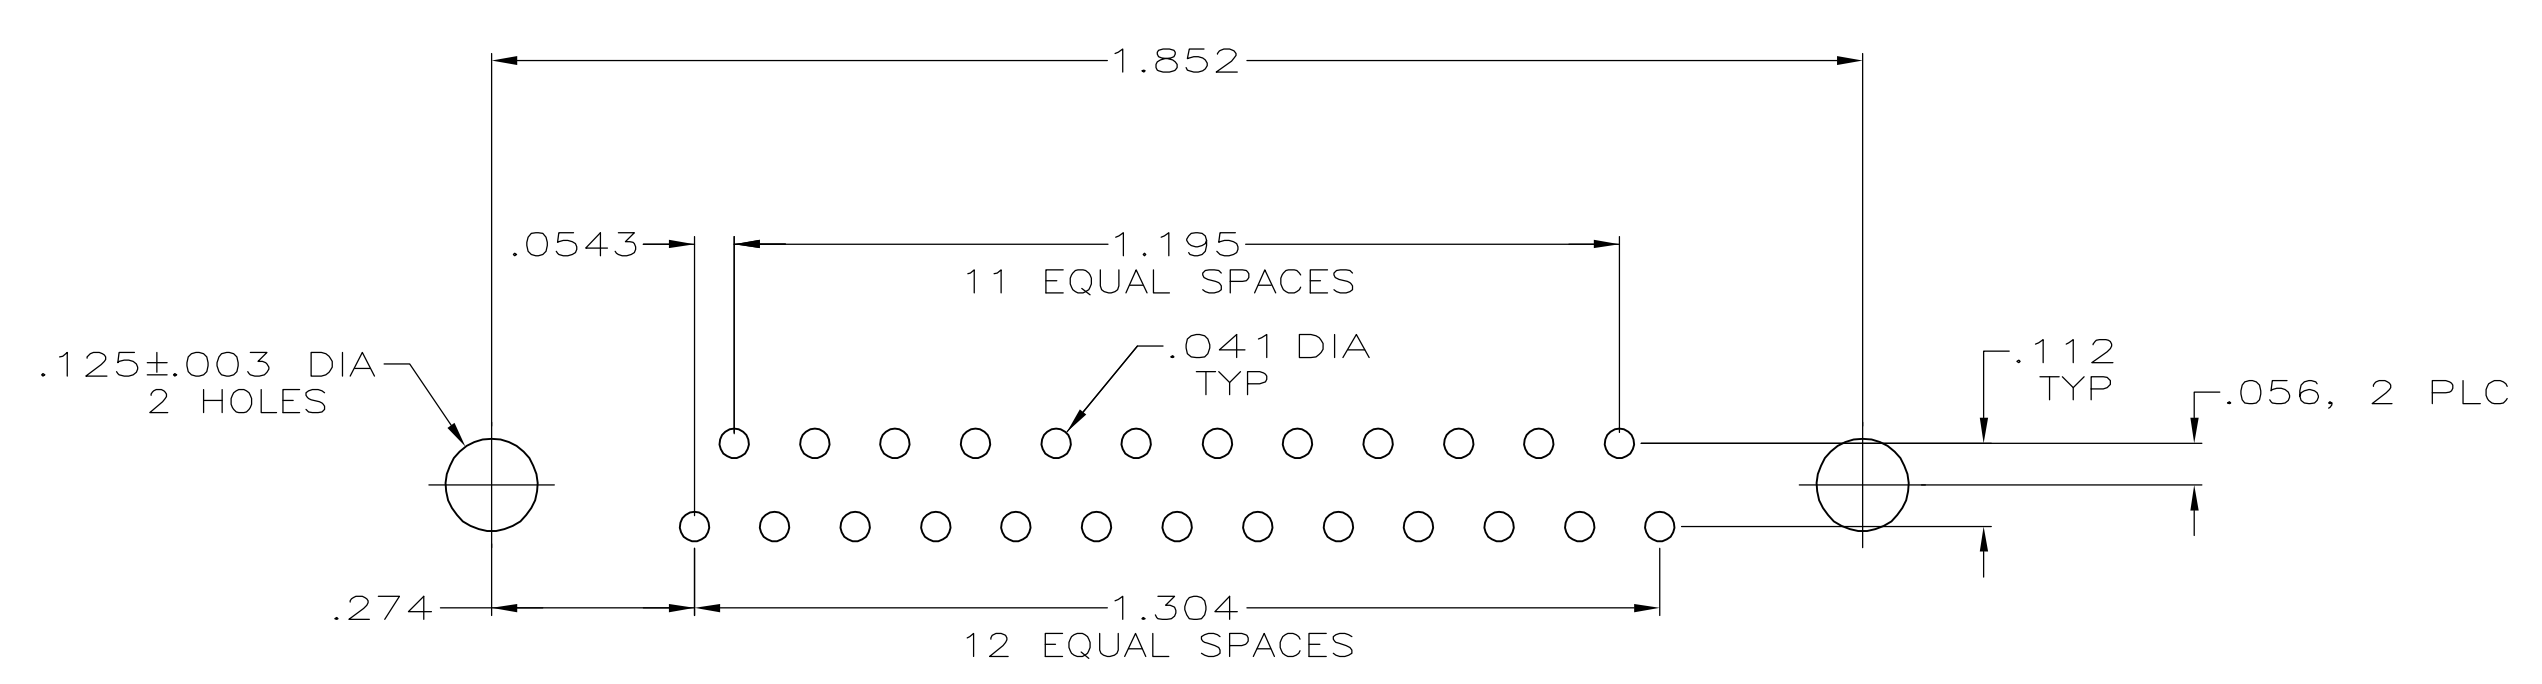 1.852
.0543
1.195
11 EQUAL SPACES
.041 DIA
TYP
.125±.003 DIA
2 HOLES
.112
TYP
.056, 2 PLC
.274
1.304
12 EQUAL SPACES